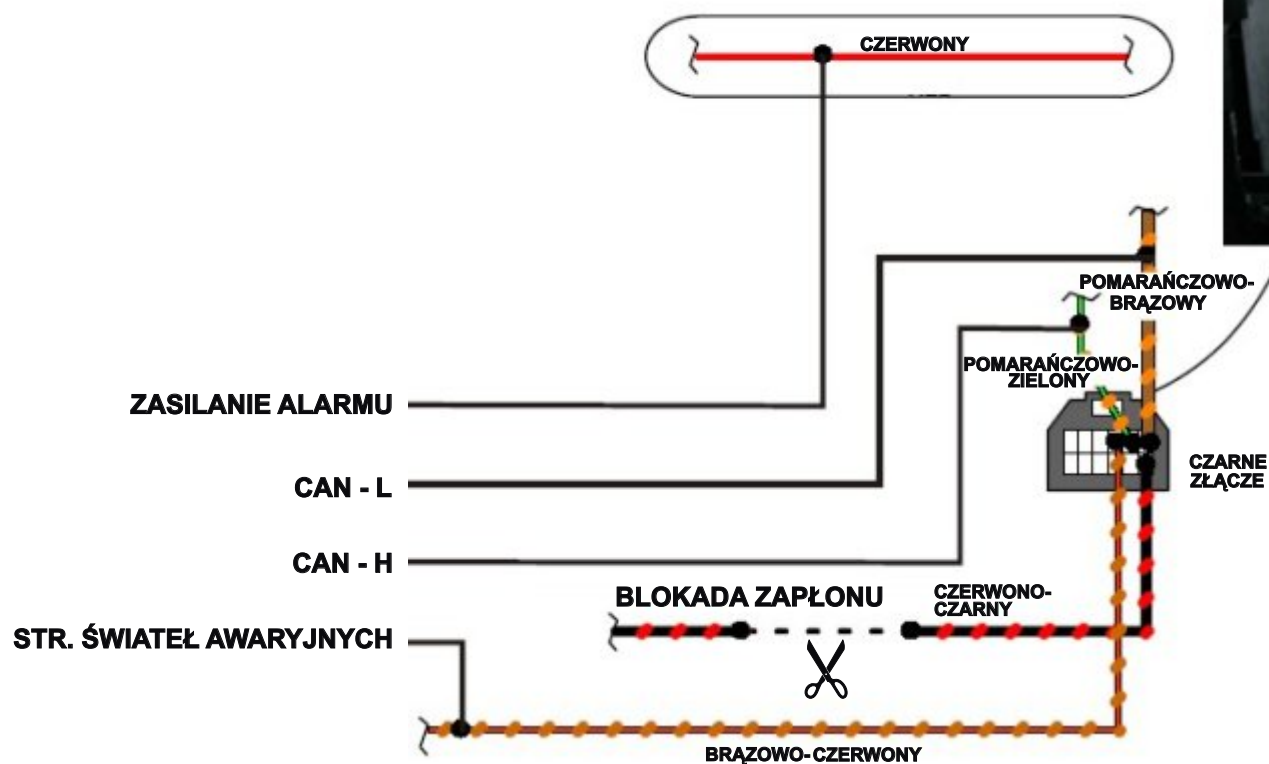 CZERWONY
POMARAŃCZOWO-
BRĄZOWY
POMARAŃCZOWO-
ZIELONY
ZASILANIE ALARMU
CZARNE
ZŁĄCZE
CAN - L
CAN - H
BLOKADA ZAPŁONU
CZERWONO-
CZARNY
STR. ŚWIATEŁ AWARYJNYCH
BRĄZOWO-CZERWONY